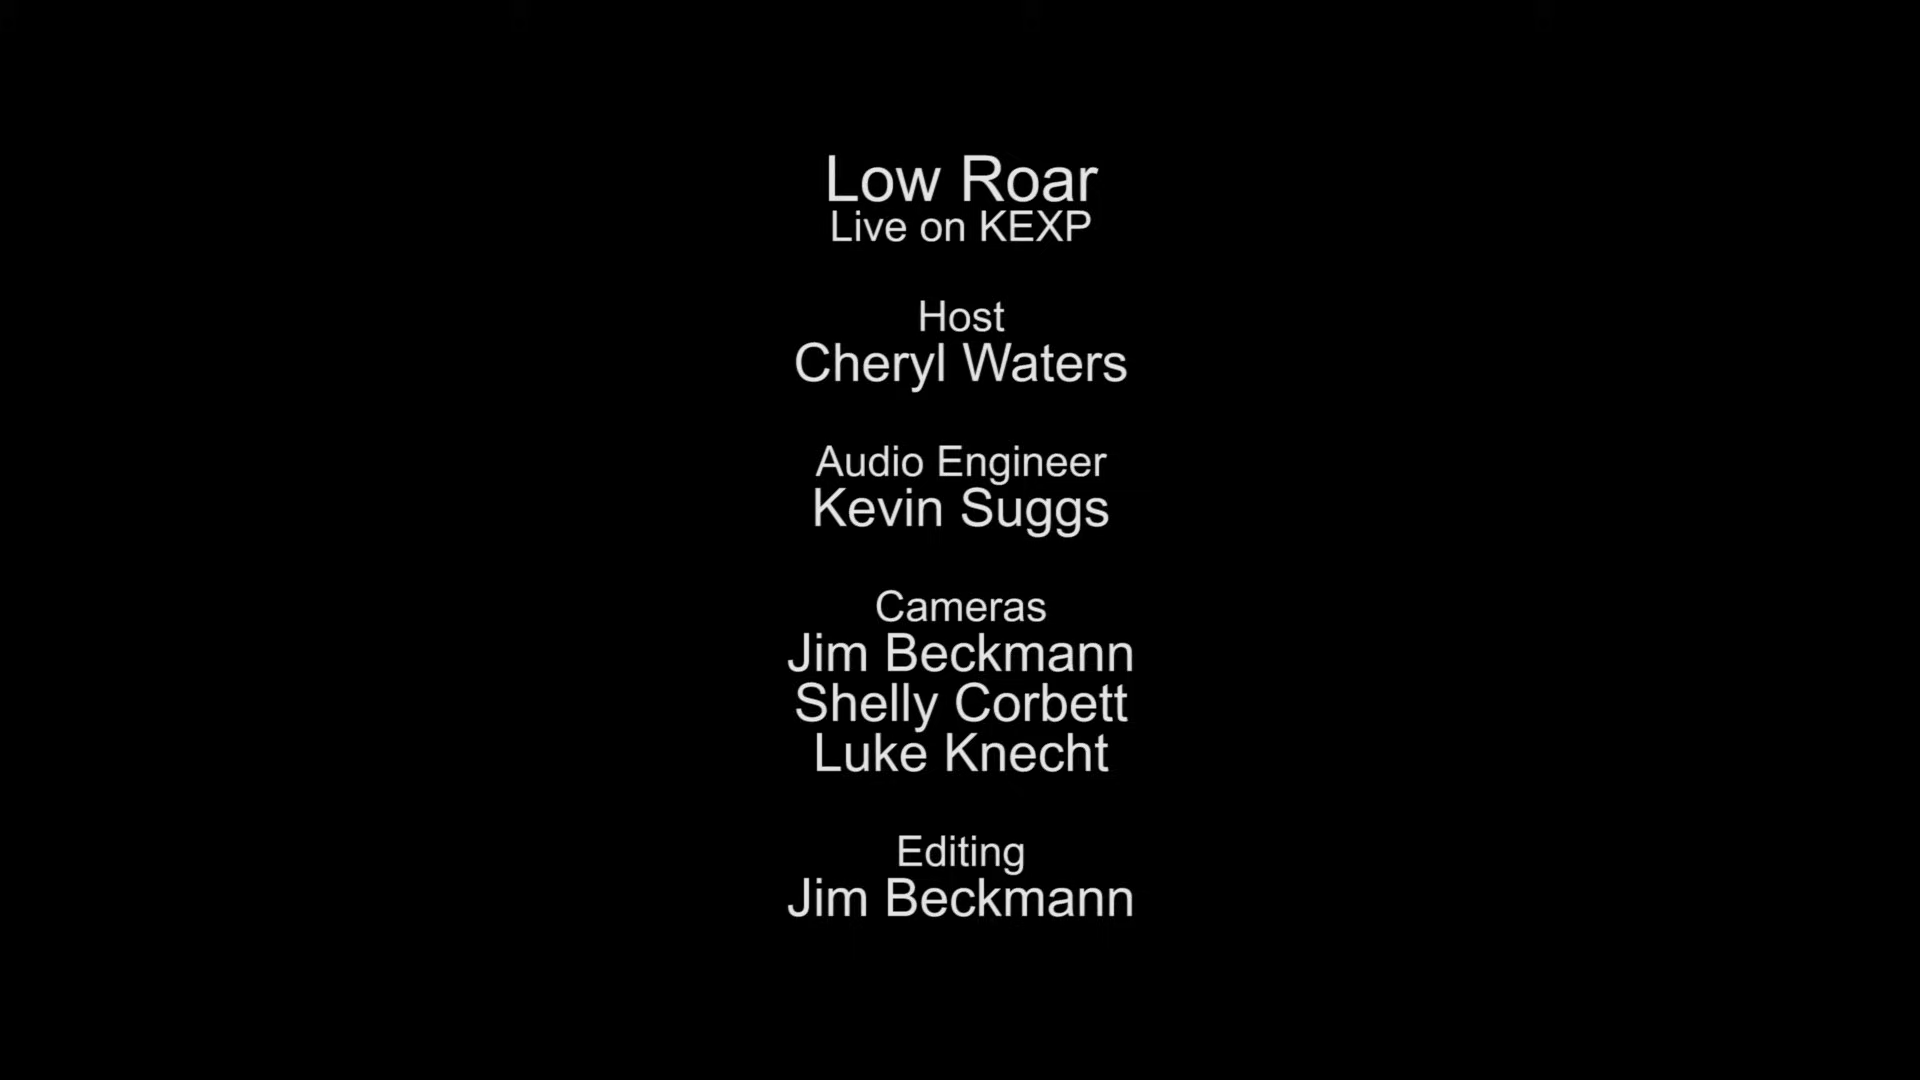 Low Roar
Live on KEXP
Host
Cheryl Waters
Audio Engineer
Kevin Suggs
Cameras
Jim Beckmann
Shelly Corbett
Luke Knecht
Editing
Jim Beckmann